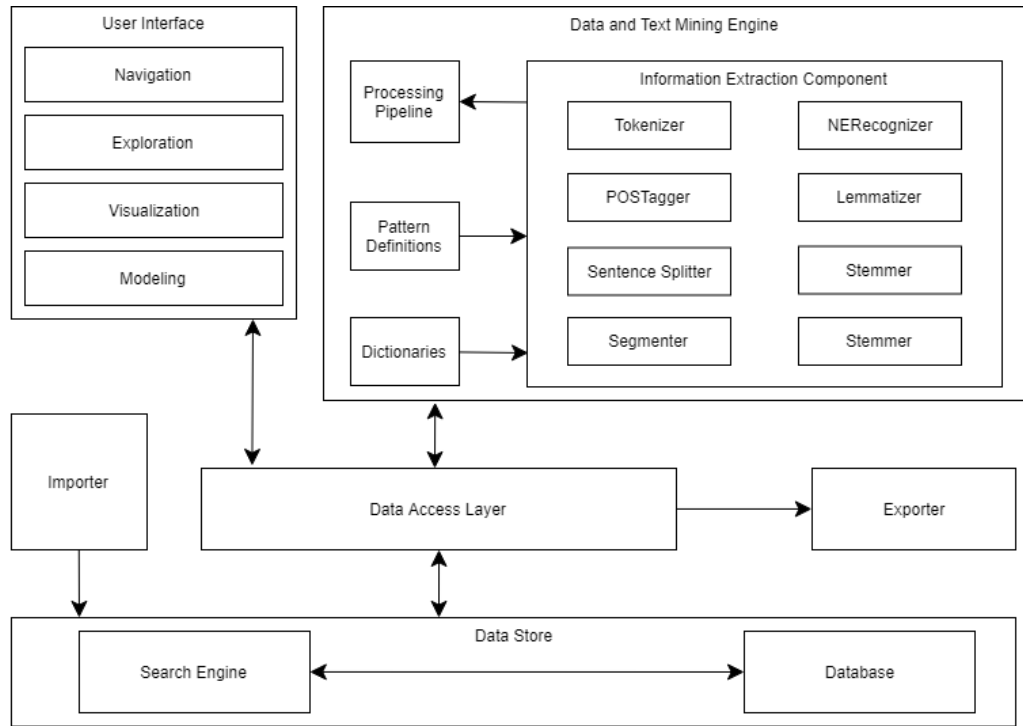 User Interface
Navigation
Exploration
Visualization
Modeling
Data and Text Mining Engine
Processing
Pipeline
Pattern
Definitions
Dictionaries
Information Extraction Component
Tokenizer
NERecognizer
POSTagger
Lemmatizer
Sentence Splitter
Stemmer
Segmenter
Stemmer
Importer
Data Access Layer
Exporter
Data Store
Search Engine
Database